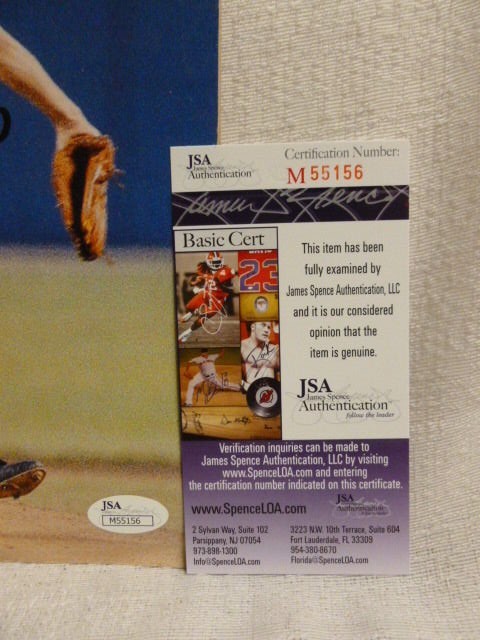 JSA
James Spence
Authentication
Certification Number:
M 55156
James Spence
Basic Cert
23
This item has been
fully examined by
James Spence Authentication, LLC
and it is our considered
opinion that the
item is genuine.
JSA
James Spence
Authentication
follow the leader
Verification inquiries can be made to
James Spence Authentication, LLC by visiting
www.SpenceLOA.com and entering
the certification number indicated on this certificate.
www.SpenceLOA.com
JSA
Authentication
2 Sylvan Way, Suite 102
Parsippany, NJ 07054
973-898-1300
Info@SpenceLOA.com
3223 N.W. 10th Terrace, Suite 604
Fort Lauderdale, FL 33309
954-380-8670
Florida@SpenceLOA.com
JSA
M55156